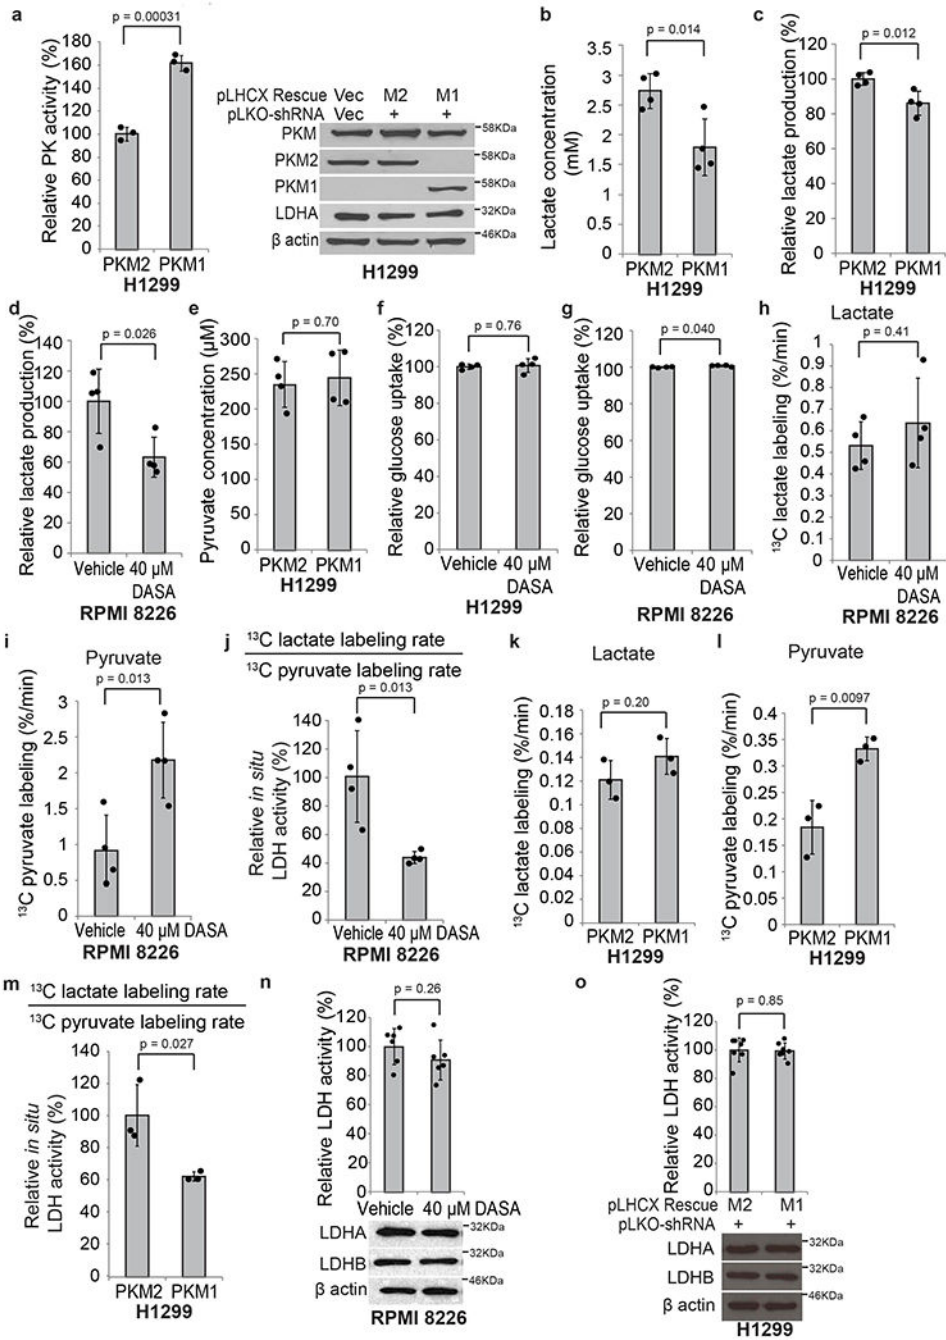 a
p = 0.00031
Relative PK activity (%)
180
160
140
120
100
80
60
40
20
0
PKM2 PKM1
H1299
pLHCX Rescue Vec M2 M1
pLKO-shRNA Vec + +
PKM 58KDa
PKM2 58KDa
PKM1 58KDa
LDHA 32KDa
β actin 46KDa
H1299
b
p = 0.014
Lactate concentration
(mM)
3.5
3
2.5
2
1.5
1
0.5
0
PKM2 PKM1
H1299
c
p = 0.012
Relative lactate production (%)
120
100
80
60
40
20
0
PKM2 PKM1
H1299
d
p = 0.026
Relative lactate production (%)
140
120
100
80
60
40
20
0
Vehicle 40 µM
DASA
RPMI 8226
e
p = 0.70
Pyruvate concentration (µM)
300
250
200
150
100
50
0
PKM2 PKM1
H1299
f
p = 0.76
Relative glucose uptake (%)
120
100
80
60
40
20
0
Vehicle 40 µM
DASA
H1299
g
p = 0.040
Relative glucose uptake (%)
120
100
80
60
40
20
0
Vehicle 40 µM
DASA
RPMI 8226
h
Lactate
p = 0.41
¹³C lactate labeling (%/min)
1
0.9
0.8
0.7
0.6
0.5
0.4
0.3
0.2
0.1
0
Vehicle 40 µM
DASA
RPMI 8226
i
Pyruvate
p = 0.013
¹³C pyruvate labeling (%/min)
3
2.5
2
1.5
1
0.5
0
Vehicle 40 µM DASA
RPMI 8226
j
¹³C lactate labeling rate
¹³C pyruvate labeling rate
p = 0.013
Relative in situ
LDH activity (%)
140
120
100
80
60
40
20
0
Vehicle 40 µM DASA
RPMI 8226
k
Lactate
p = 0.20
¹³C lactate labeling (%/min)
0.18
0.16
0.14
0.12
0.1
0.08
0.06
0.04
0.02
0
PKM2 PKM1
H1299
l
Pyruvate
p = 0.0097
¹³C pyruvate labeling (%/min)
0.4
0.35
0.3
0.25
0.2
0.15
0.1
0.05
0
PKM2 PKM1
H1299
m
¹³C lactate labeling rate
¹³C pyruvate labeling rate
p = 0.027
Relative in situ
LDH activity (%)
140
120
100
80
60
40
20
0
PKM2 PKM1
H1299
n
p = 0.26
Relative LDH activity (%)
120
100
80
60
40
20
0
Vehicle 40 µM DASA
LDHA 32KDa
LDHB 32KDa
β actin 46KDa
RPMI 8226
o
p = 0.85
Relative LDH activity (%)
120
100
80
60
40
20
0
pLHCX Rescue M2 M1
pLKO-shRNA + +
LDHA 32KDa
LDHB 32KDa
β actin 46KDa
H1299